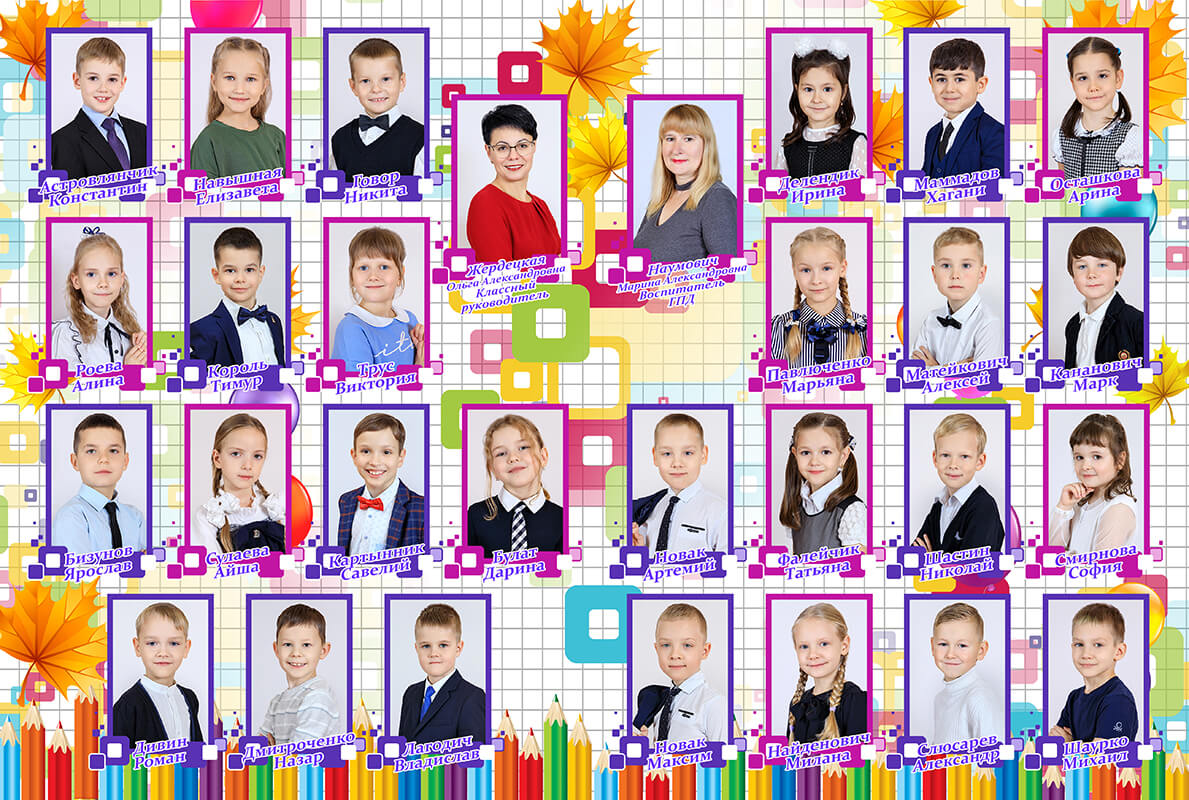 Астровлянчик
Константин
Навышная
Елизавета
Говор
Никита
Жердецкая
Ольга Александровна
Классный
руководитель
Наумович
Марина Александровна
Воспитатель
ГПД
Делендик
Ирина
Маммадов
Хагани
Осташкова
Арина
Роева
Алина
Король
Тимур
Трус
Виктория
Павлюченко
Марьяна
Матейкович
Алексей
Кананович
Марк
Бизунов
Ярослав
Сулаева
Айша
Картынник
Савелий
Булат
Дарина
Новак
Артемий
Фалейчик
Татьяна
Шастин
Николай
Смирнова
София
Дивин
Роман
Дмитроченко
Назар
Лагодич
Владислав
Новак
Максим
Найденович
Милана
Слюсарев
Александр
Шаурко
Михаил